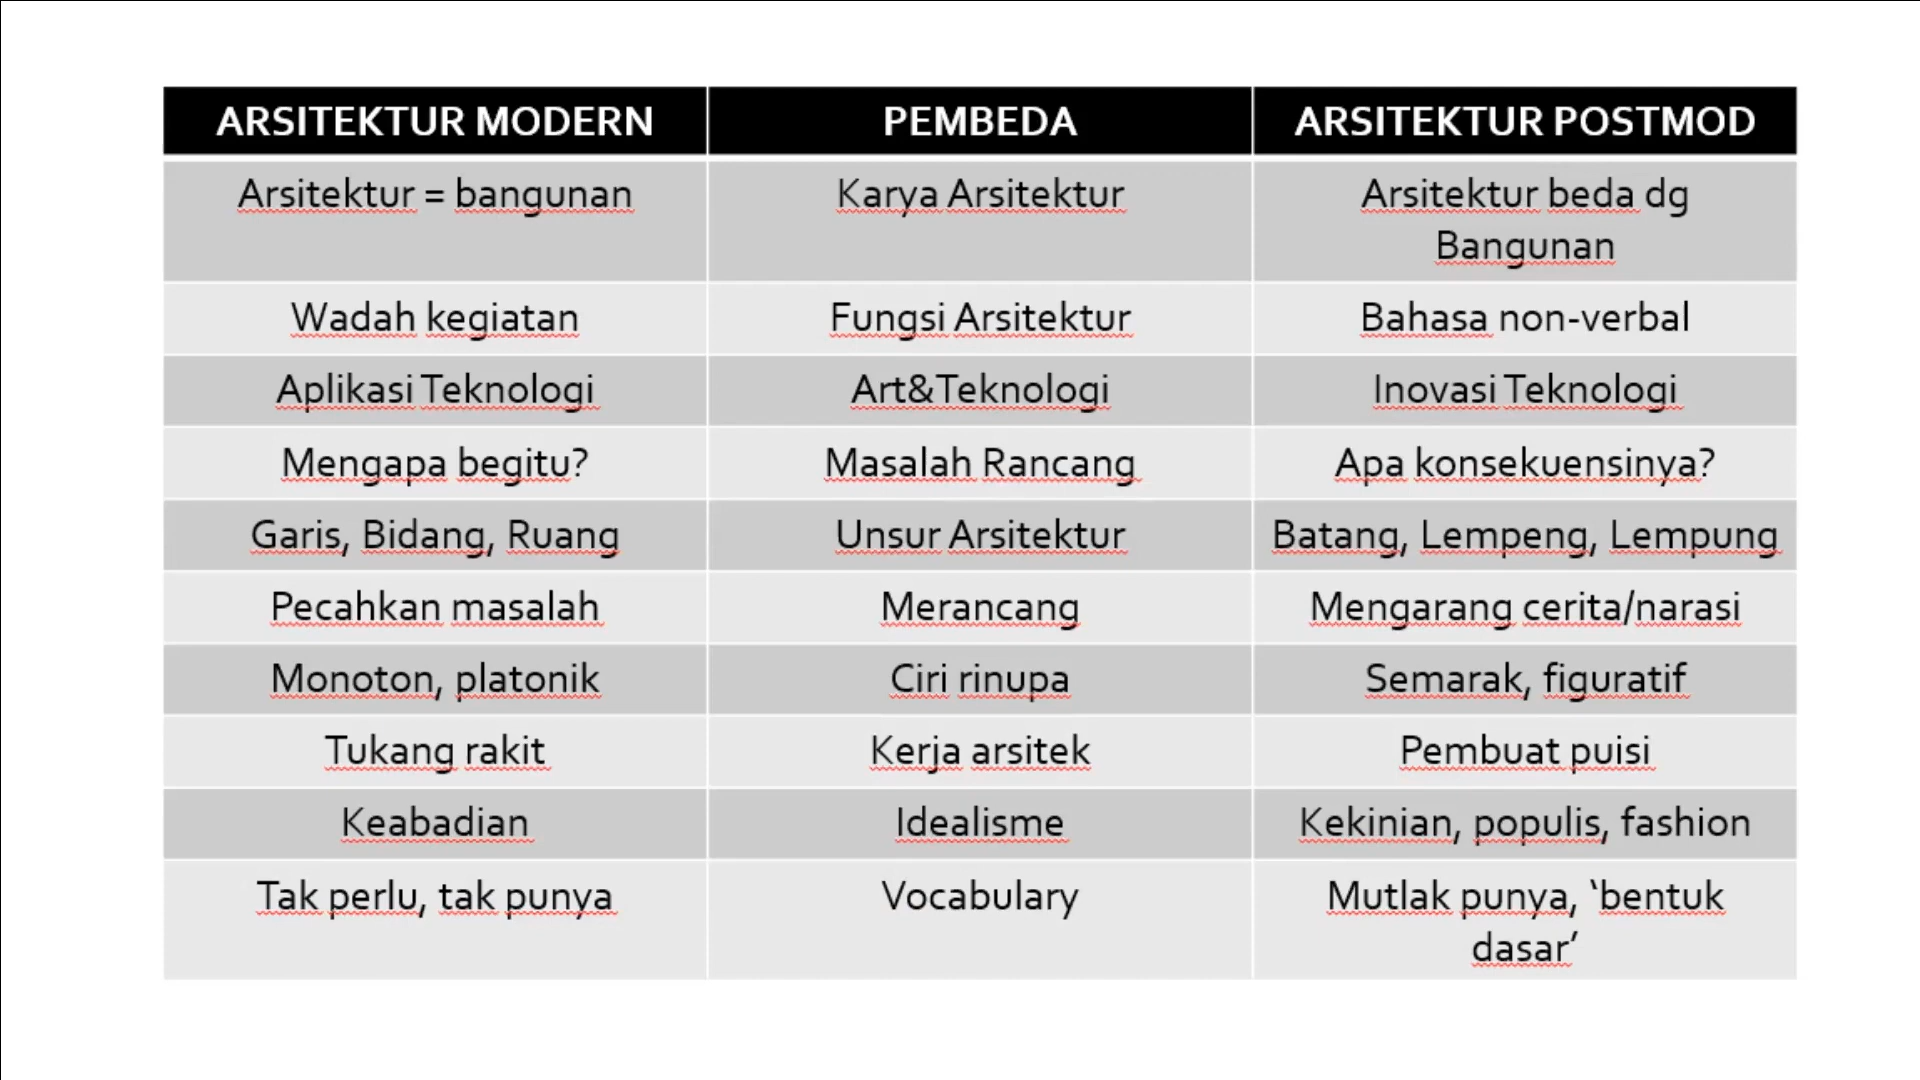 ARSITEKTUR MODERN PEMBEDA ARSITEKTUR POSTMOD
Arsitektur = bangunan Karya Arsitektur Arsitektur beda dg
Bangunan
Wadah kegiatan Fungsi Arsitektur Bahasa non-verbal
Aplikasi Teknologi Art&Teknologi Inovasi Teknologi
Mengapa begitu? Masalah Rancang Apa konsekuensinya?
Garis, Bidang, Ruang Unsur Arsitektur Batang, Lempeng, Lempung
Pecahkan masalah Merancang Mengarang cerita/narasi
Monoton, platonik Ciri rinupa Semarak, figuratif
Tukang rakit Kerja arsitek Pembuat puisi
Keabadian Idealisme Kekinian, populis, fashion
Tak perlu, tak punya Vocabulary Mutlak punya, ‘bentuk
dasar’